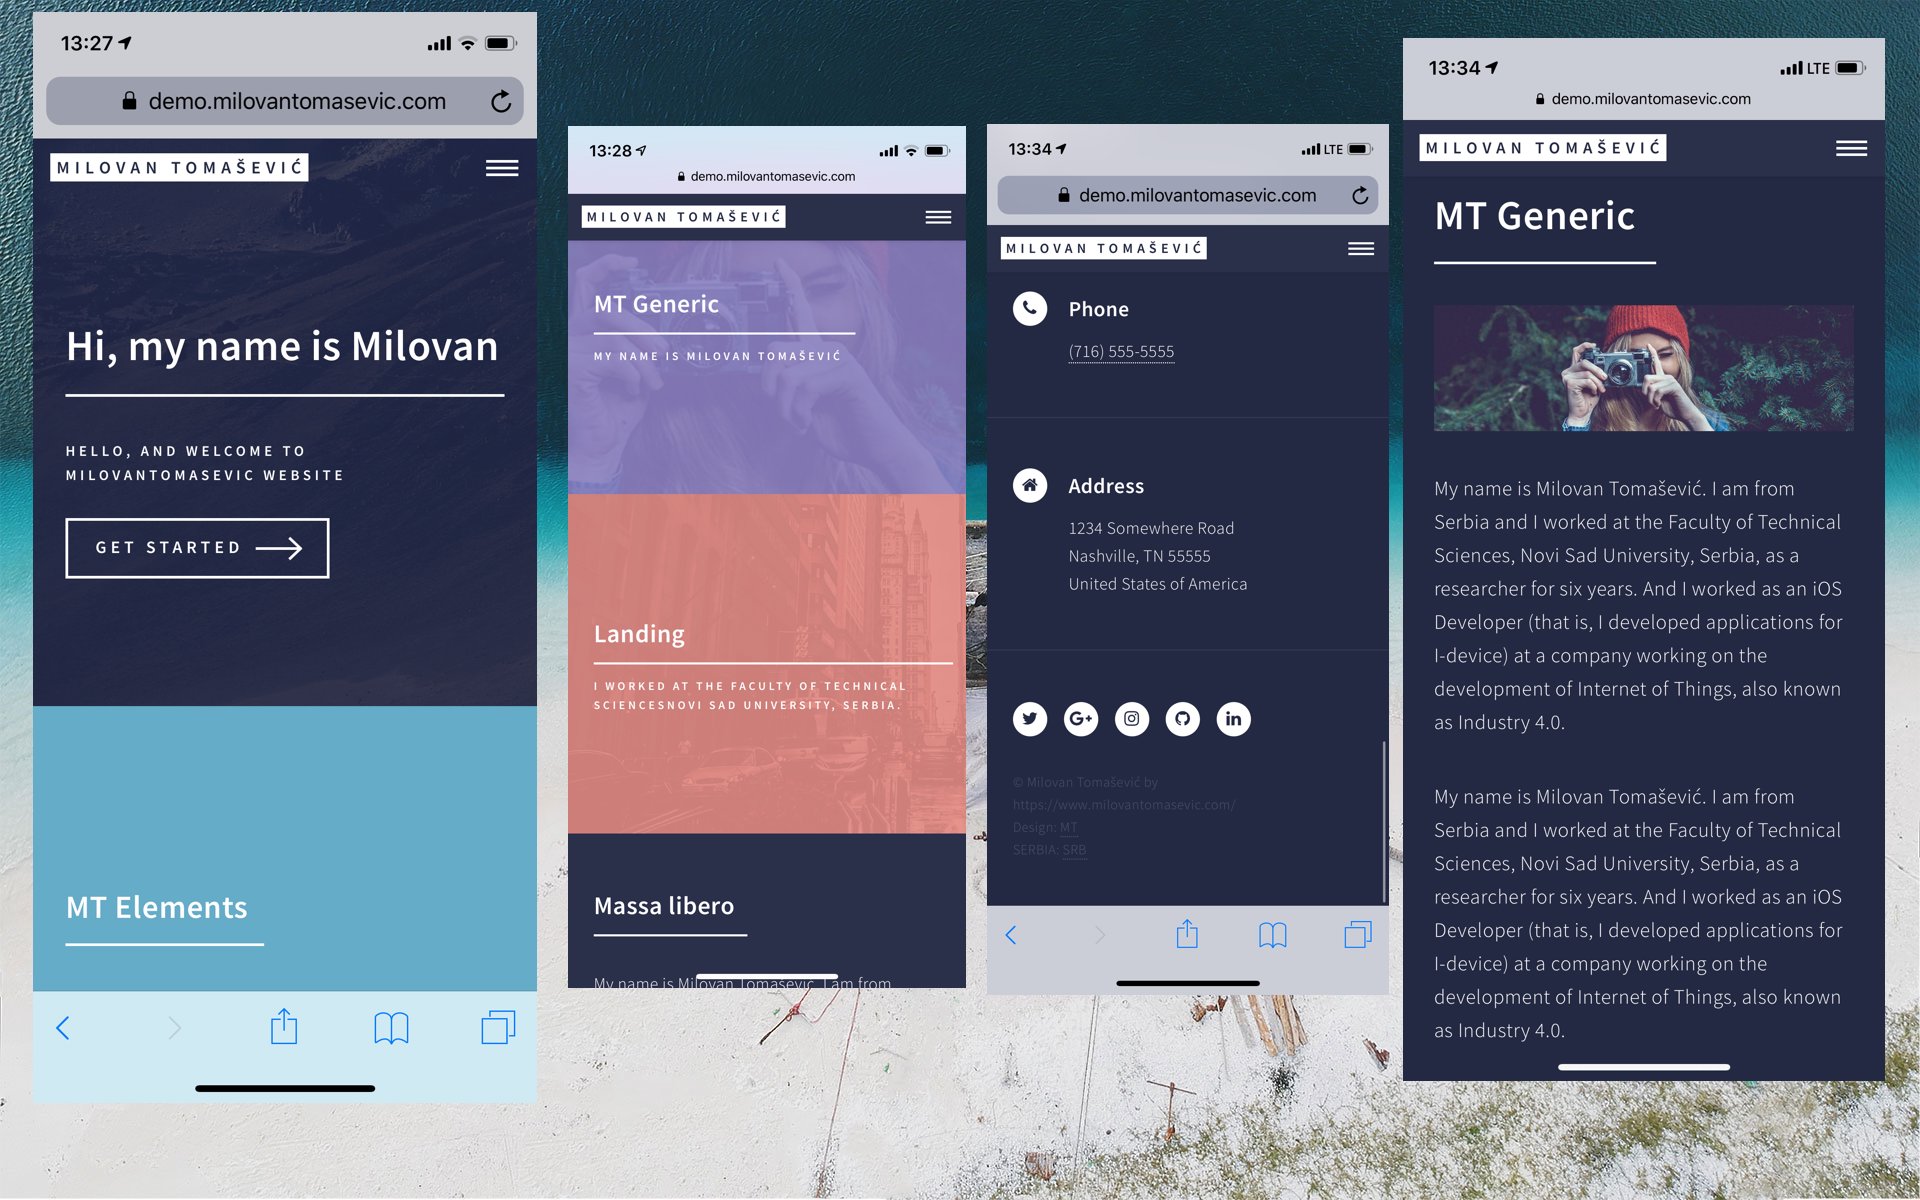 13:27
demo.milovantomasevic.com
MILOVAN TOMAŠEVIĆ
Hi, my name is Milovan
HELLO, AND WELCOME TO
MILOVANTOMASEVIC WEBSITE
GET STARTED
MT Elements
13:28
demo.milovantomasevic.com
MILOVAN TOMAŠEVIĆ
MT Generic
MY NAME IS MILOVAN TOMAŠEVIĆ
Landing
I WORKED AT THE FACULTY OF TECHNICAL
SCIENCESNOVI SAD UNIVERSITY, SERBIA.
Massa libero
My name is Milovan Tomasevic. I am from
13:34 LTE
demo.milovantomasevic.com
MILOVAN TOMAŠEVIĆ
Phone
(716) 555-5555
Address
1234 Somewhere Road
Nashville, TN 55555
United States of America
© Milovan Tomašević by
https://www.milovantomasevic.com/
Design: MT
SERBIA: SRB
13:34 LTE
demo.milovantomasevic.com
MILOVAN TOMAŠEVIĆ
MT Generic
My name is Milovan Tomašević. I am from
Serbia and I worked at the Faculty of Technical
Sciences, Novi Sad University, Serbia, as a
researcher for six years. And I worked as an iOS
Developer (that is, I developed applications for
I-device) at a company working on the
development of Internet of Things, also known
as Industry 4.0.
My name is Milovan Tomašević. I am from
Serbia and I worked at the Faculty of Technical
Sciences, Novi Sad University, Serbia, as a
researcher for six years. And I worked as an iOS
Developer (that is, I developed applications for
I-device) at a company working on the
development of Internet of Things, also known
as Industry 4.0.